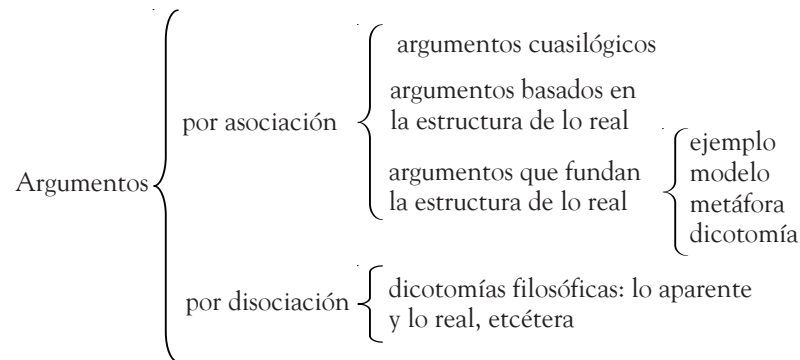 Argumentos
por asociación
argumentos cuasilógicos
argumentos basados en
la estructura de lo real
argumentos que fundan
la estructura de lo real
ejemplo
modelo
metáfora
dicotomía
por disociación
dicotomías filosóficas: lo aparente
y lo real, etcétera